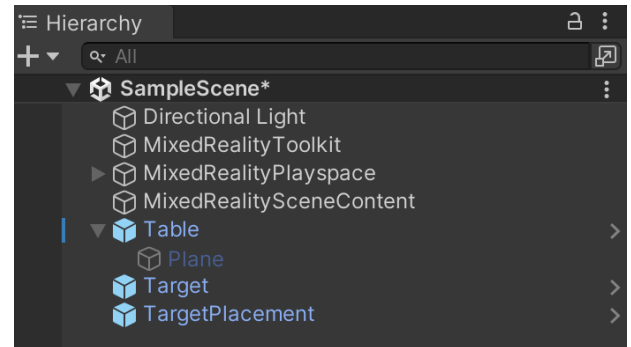 Hierarchy
All
SampleScene*
Directional Light
MixedRealityToolkit
MixedRealityPlayspace
MixedRealitySceneContent
Table
Plane
Target
TargetPlacement